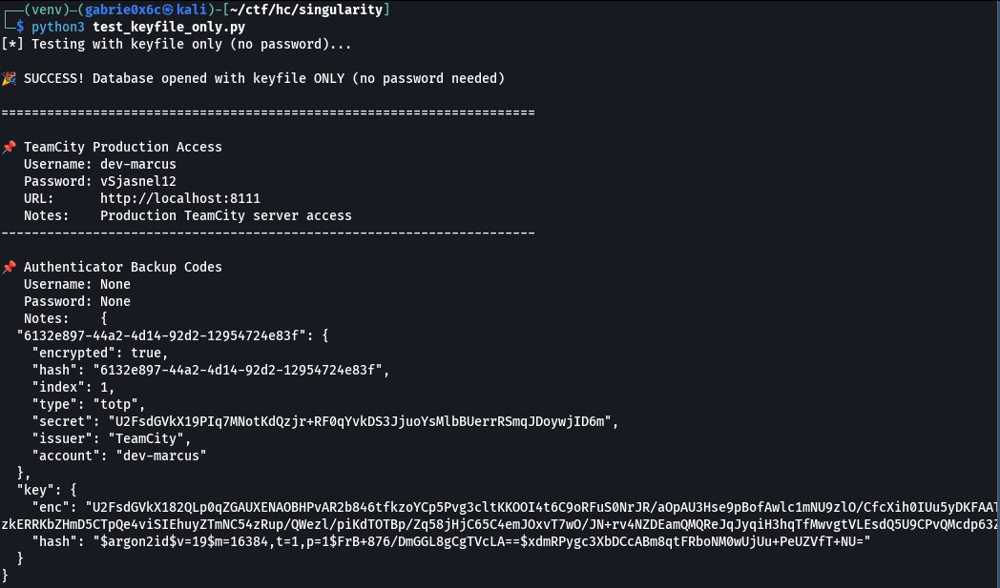 ┌──(venv)─(gabrie0x6c㉿kali)-[~/ctf/hc/singularity]
└─$ python3 test_keyfile_only.py
[*] Testing with keyfile only (no password)...
🎉 SUCCESS! Database opened with keyfile ONLY (no password needed)
======================================================================
📌 TeamCity Production Access
Username: dev-marcus
Password: vSjasnel12
URL: http://localhost:8111
Notes: Production TeamCity server access
----------------------------------------------------------------------
📌 Authenticator Backup Codes
Username: None
Password: None
Notes: {
"6132e897-44a2-4d14-92d2-12954724e83f": {
"encrypted": true,
"hash": "6132e897-44a2-4d14-92d2-12954724e83f",
"index": 1,
"type": "totp",
"secret": "U2FsdGVkX19PIq7MNotKdQzjr+RF0qYvkDS3JjuoYsMlbBUerrRSmqJDoywjID6m",
"issuer": "TeamCity",
"account": "dev-marcus"
},
"key": {
"enc": "U2FsdGVkX182QLp0qZGAUXENAOBHPvAR2b846tfkzoYCp5Pvg3cltKKOOI4t6C9oRFuS0NrJR/aOpAU3Hse9pBofAwlc1mNU9zlO/CfcXih0IUu5yDKFAAT
zkERRKbZHmD5CTpQe4viSIEhuyZTmNC54zRup/QWezl/piKdTOTBp/Zq58jHjC65C4emJOxvT7wO/JN+rv4NZDEamQMQReJqJyqiH3hqTfMwvgtVLEsdQ5U9CPvQMcdp63Z
"hash": "$argon2id$v=19$m=16384,t=1,p=1$FrB+876/DmGGL8gCgTVcLA==$xdmRPygc3XbDCcABm8qtFRboNM0wUjUu+PeUZVfT+NU="
}
}